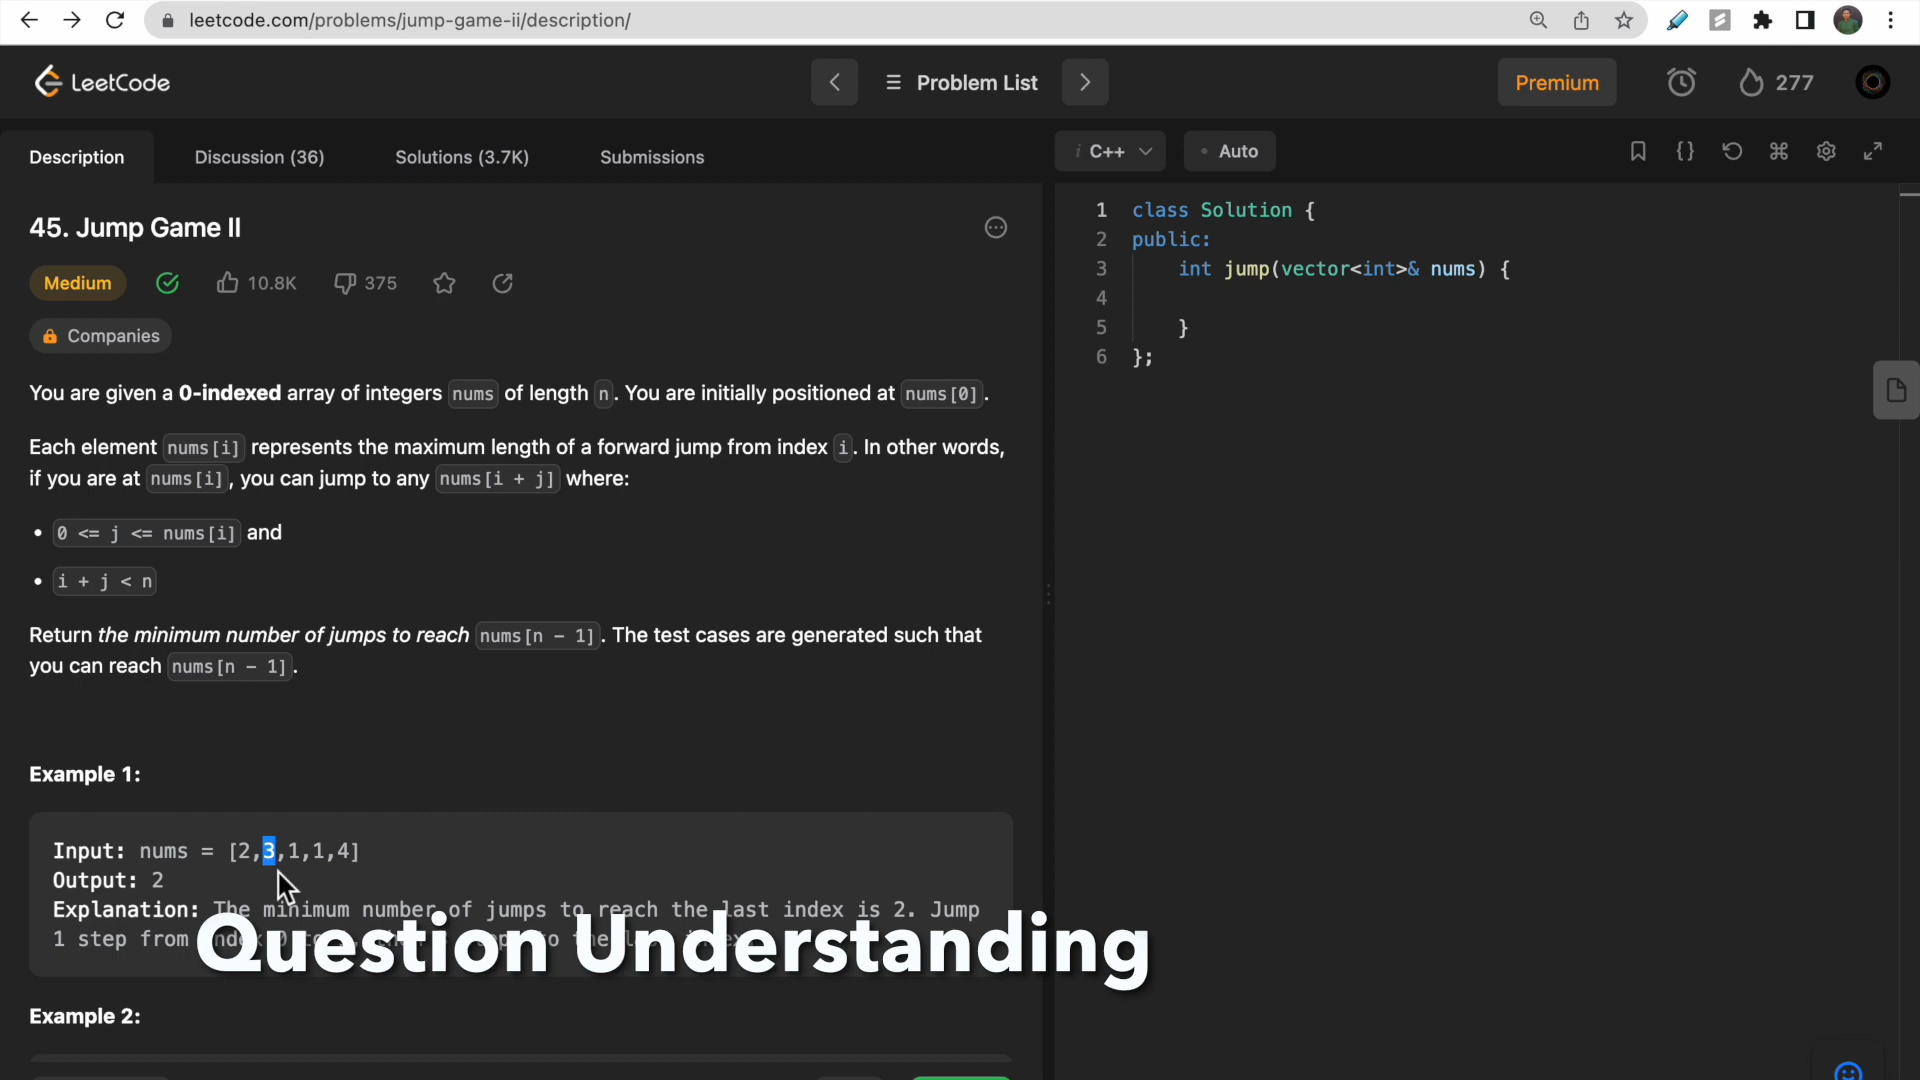 leetcode.com/problems/jump-game-ii/description/
LeetCode
Problem List
Premium
277
Description
Discussion (36)
Solutions (3.7K)
Submissions
i C++
Auto
45. Jump Game II
Medium
10.8K
375
Companies
You are given a 0-indexed array of integers nums of length n. You are initially positioned at nums[0].
Each element nums[i] represents the maximum length of a forward jump from index i. In other words,
if you are at nums[i], you can jump to any nums[i + j] where:
• 0 <= j <= nums[i] and
• i + j < n
Return the minimum number of jumps to reach nums[n - 1]. The test cases are generated such that
you can reach nums[n - 1].
Example 1:
Input: nums = [2,3,1,1,4]
Output: 2
Explanation: The minimum number of jumps to reach the last index is 2. Jump
1 step from
Question Understanding
Example 2:
1 class Solution {
2 public:
3 int jump(vector<int>& nums) {
4
5 }
6 };